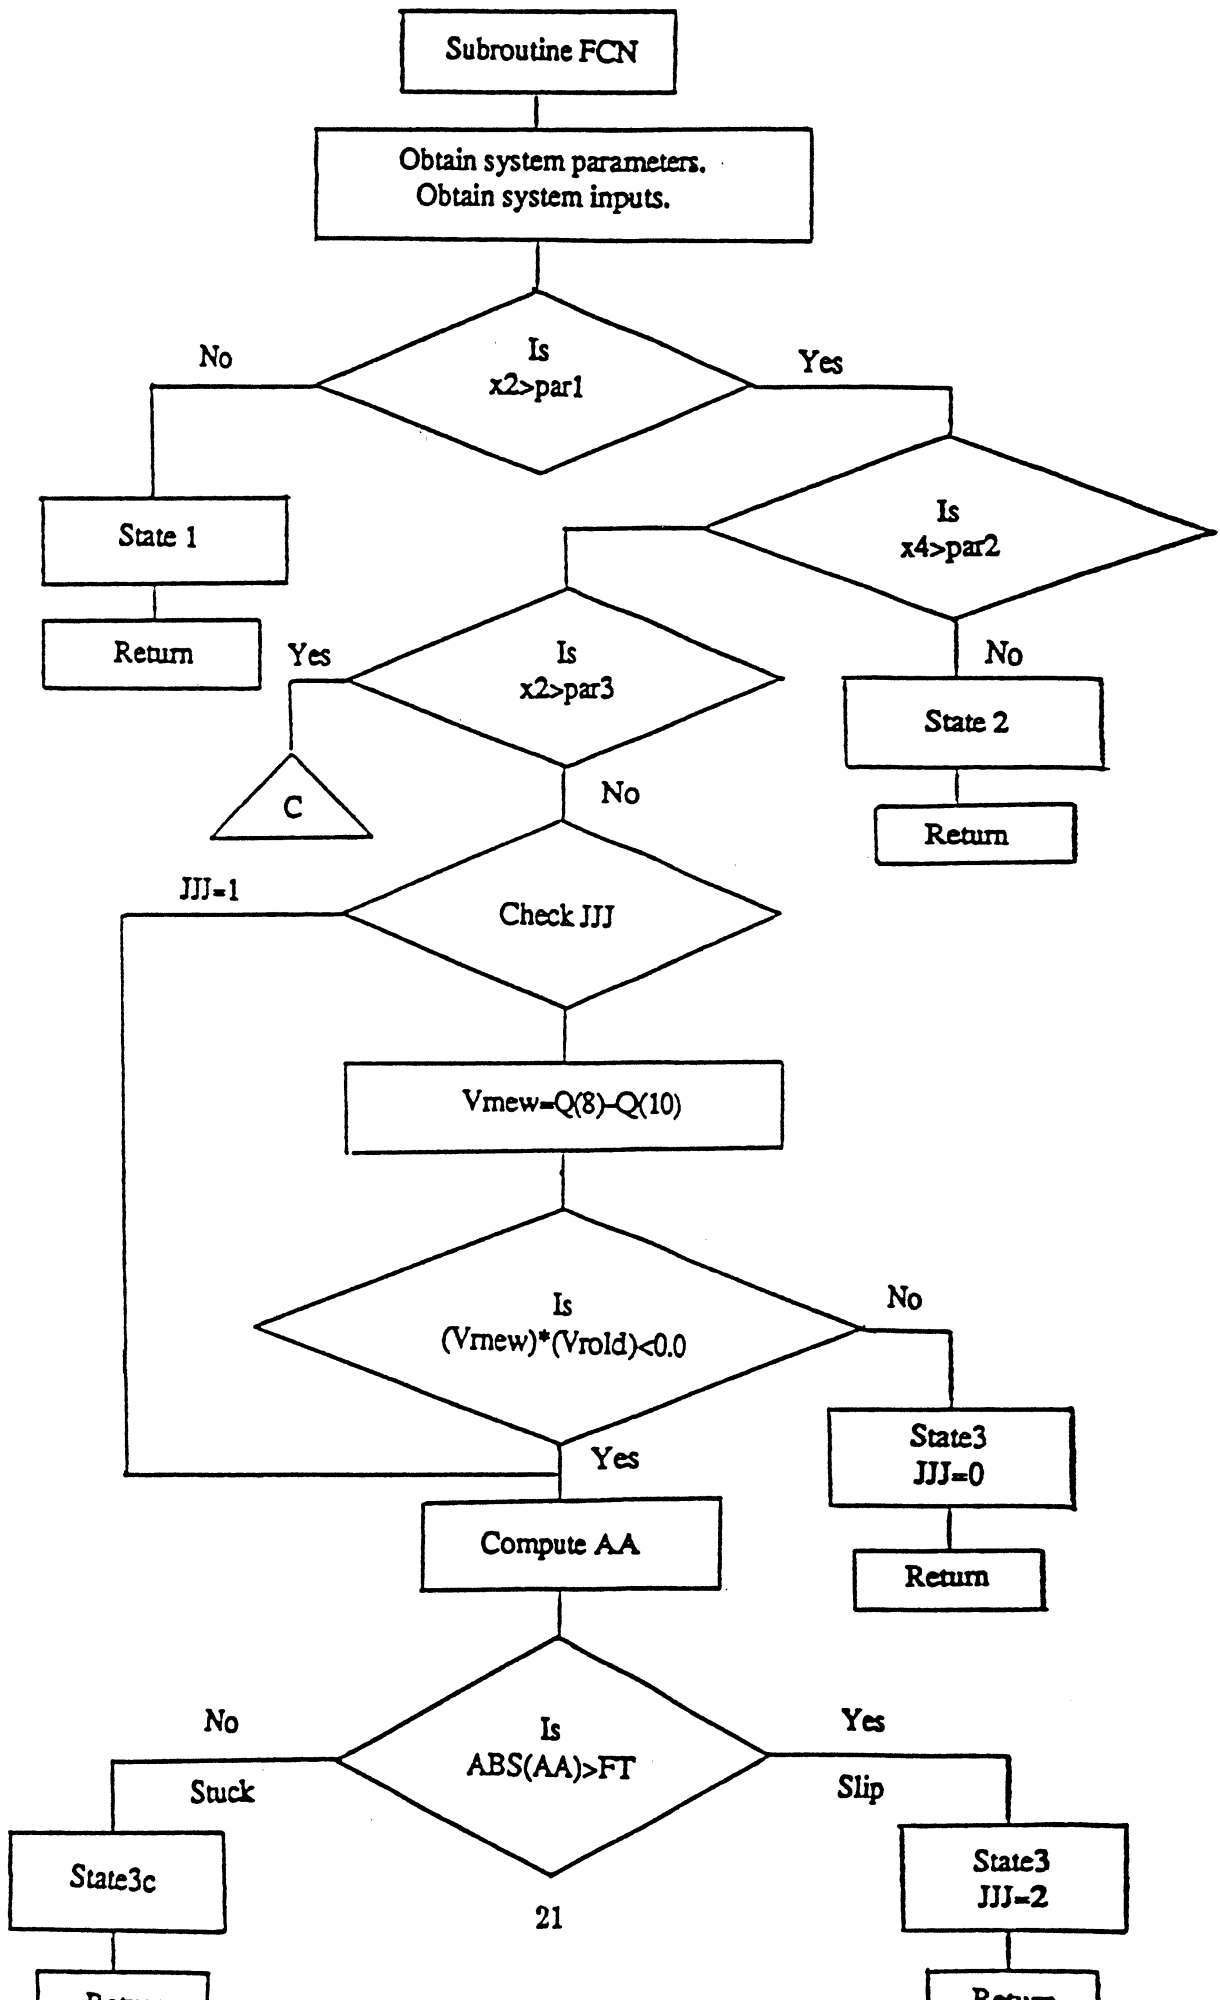 Subroutine FCN
Obtain system parameters.
Obtain system inputs.
Is
x2>par1
No
Yes
State 1
Return
Is
x4>par2
No
State 2
Return
Is
x2>par3
Yes
C
No
Check JJJ
JJJ=1
Vrnew=Q(8)-Q(10)
Is
(Vrnew)*(Vrold)<0.0
No
State3
JJJ=0
Return
Yes
Compute AA
Is
ABS(AA)>FT
No
Stuck
Yes
Slip
State3c
State3
JJJ=2
21
Return
Return